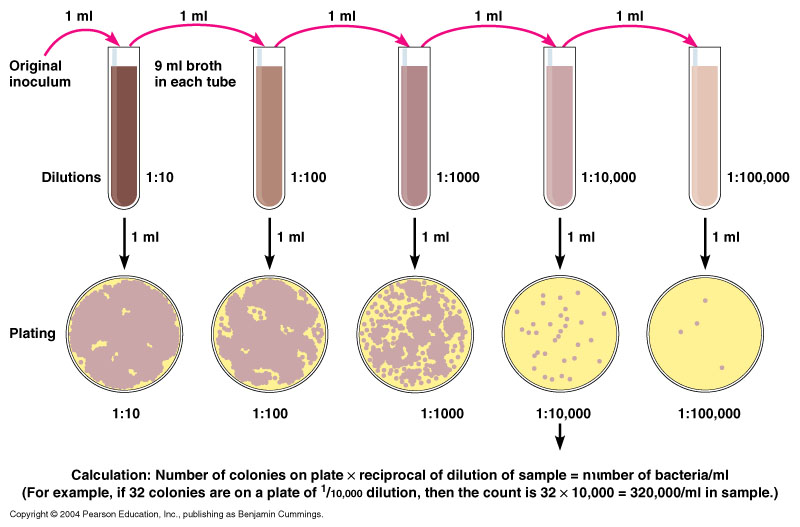 1 ml 1 ml 1 ml 1 ml 1 ml
Original
inoculum
9 ml broth
in each tube
Dilutions 1:10 1:100 1:1000 1:10,000 1:100,000
1 ml 1 ml 1 ml 1 ml 1 ml
Plating
1:10 1:100 1:1000 1:10,000 1:100,000
Calculation: Number of colonies on plate × reciprocal of dilution of sample = number of bacteria/ml
(For example, if 32 colonies are on a plate of 1/10,000 dilution, then the count is 32 × 10,000 = 320,000/ml in sample.)
Copyright © 2004 Pearson Education, Inc., publishing as Benjamin Cummings.